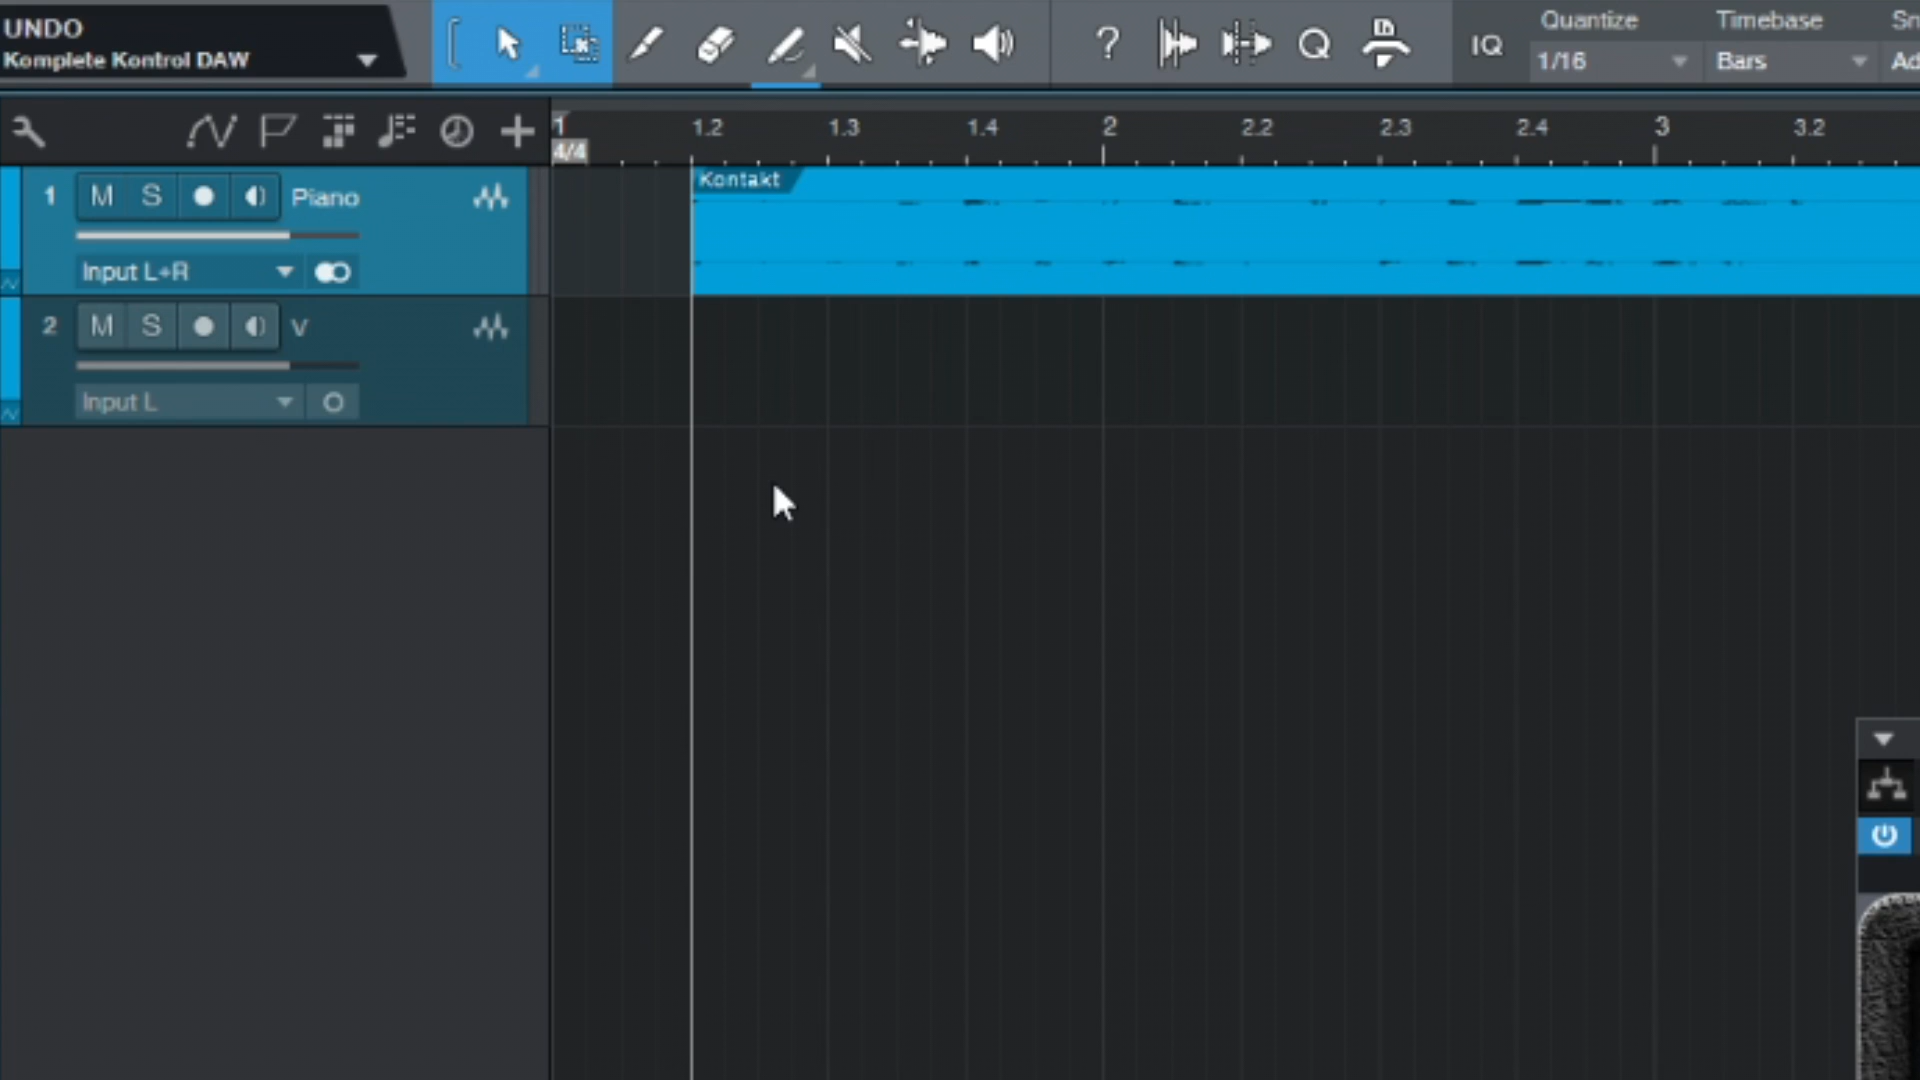 UNDO
Komplete Kontrol DAW
?
Q
IQ
Quantize
1/16
Timebase
Bars
1 1.2 1.3 1.4 2 2.2 2.3 2.4 3 3.2
4/4
1 M S Piano
Kontakt
Input L+R
2 M S V
Input L